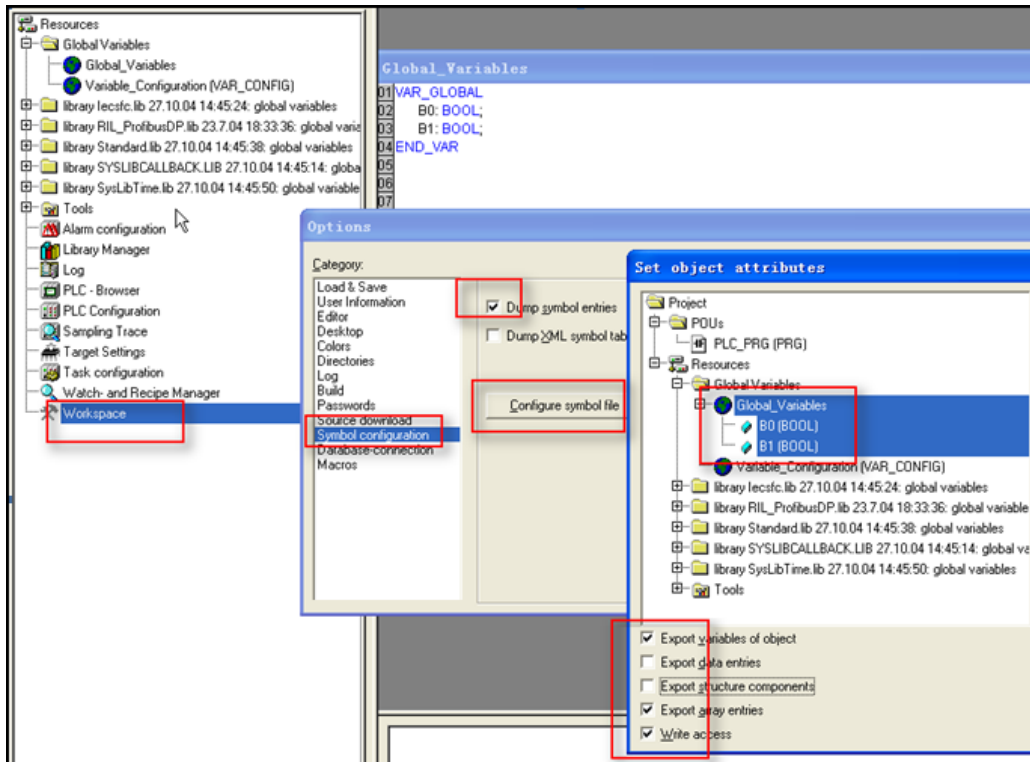 Resources
Global Variables
Global_Variables
Variable_Configuration (VAR_CONFIG)
library Iecsfc.lib 27.10.04 14:45:24: global variables
library RIL_ProfibusDP.lib 23.7.04 18:33:36: global varia
library Standard.lib 27.10.04 14:45:38: global variables
library SYSLIBCALLBACK.LIB 27.10.04 14:45:14: globa
library SysLibTime.lib 27.10.04 14:45:50: global variable
Tools
Alarm configuration
Library Manager
Log
PLC - Browser
PLC Configuration
Sampling Trace
Target Settings
Task configuration
Watch- and Recipe Manager
Workspace
Global_Variables
01 VAR_GLOBAL
02 B0: BOOL;
03 B1: BOOL;
04 END_VAR
05
06
07
Options
Category:
Load & Save
User Information
Editor
Desktop
Colors
Directories
Log
Build
Passwords
Source download
Symbol configuration
Database-connection
Macros
Dump symbol entries
Dump XML symbol tab
Configure symbol file
Set object attributes
Project
POUs
PLC_PRG (PRG)
Resources
Global Variables
Global_Variables
B0 (BOOL)
B1 (BOOL)
Variable_Configuration (VAR_CONFIG)
library Iecsfc.lib 27.10.04 14:45:24: global variables
library RIL_ProfibusDP.lib 23.7.04 18:33:36: global variable
library Standard.lib 27.10.04 14:45:38: global variables
library SYSLIBCALLBACK.LIB 27.10.04 14:45:14: global va
library SysLibTime.lib 27.10.04 14:45:50: global variables
Tools
Export variables of object
Export data entries
Export structure components
Export array entries
Write access